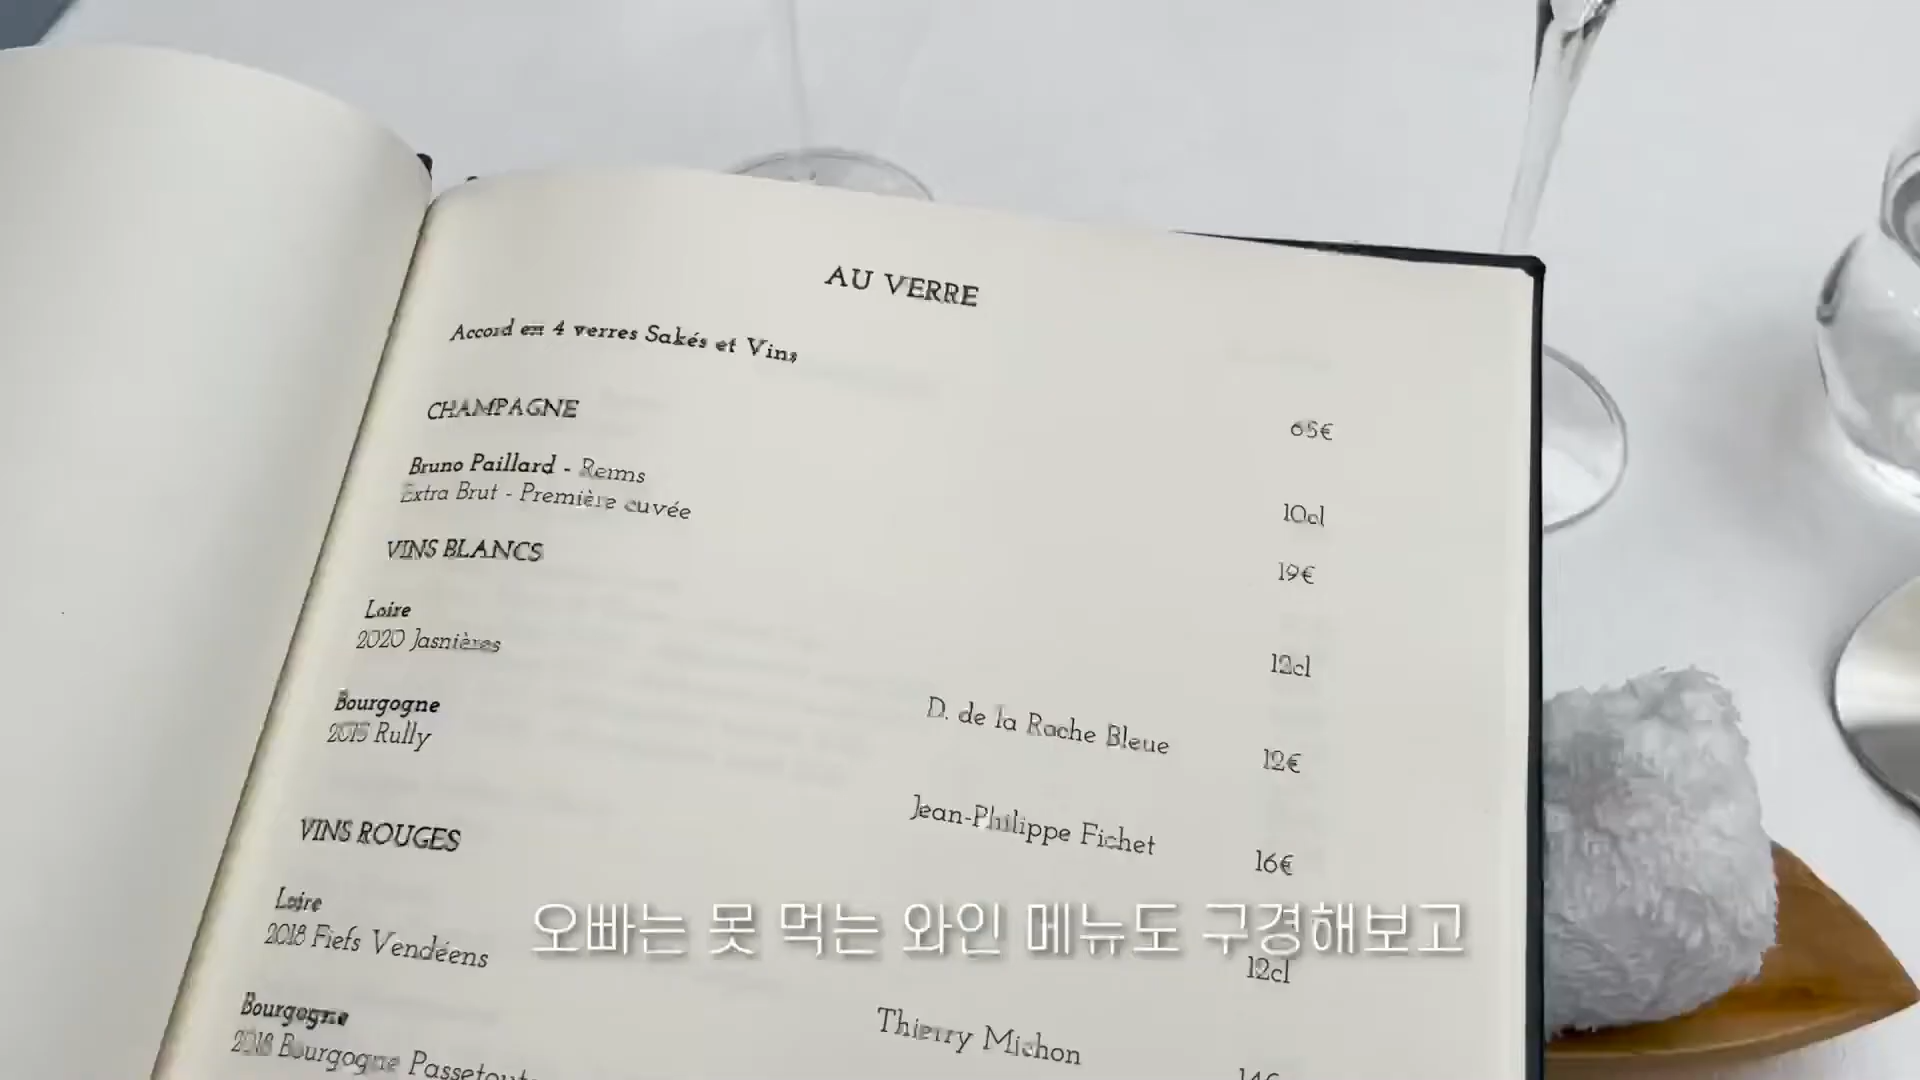 AU VERRE
Accord en 4 verres Sakés et Vins
65€
CHAMPAGNE
10cl
Bruno Paillard - Reims
Extra Brut - Première cuvée
19€
VINS BLANCS
12cl
Loire
2020 Jasnières
D. de la Roche Bleue
12€
Bourgogne
2015 Rully
Jean-Philippe Fichet
16€
VINS ROUGES
12cl
Loire
2018 Fiefs Vendéens
Thierry Michon
14€
Bourgogne
2018 Bourgogne
오빠는 못 먹는 와인 메뉴도 구경해보고